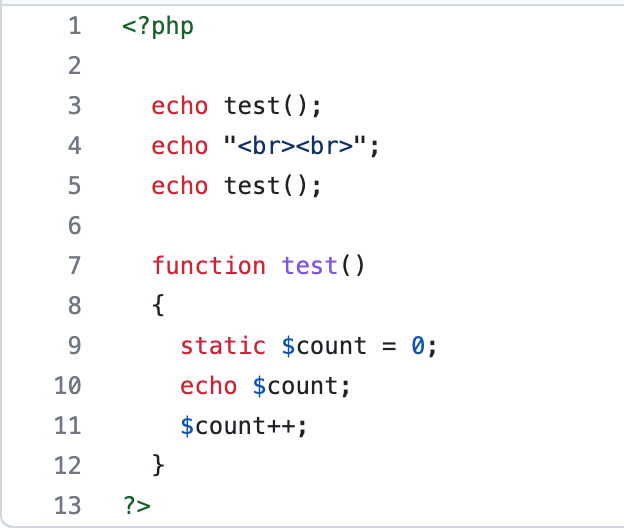 1 <?php
2
3 echo test();
4 echo "<br><br>";
5 echo test();
6
7 function test()
8 {
9 static $count = 0;
10 echo $count;
11 $count++;
12 }
13 ?>